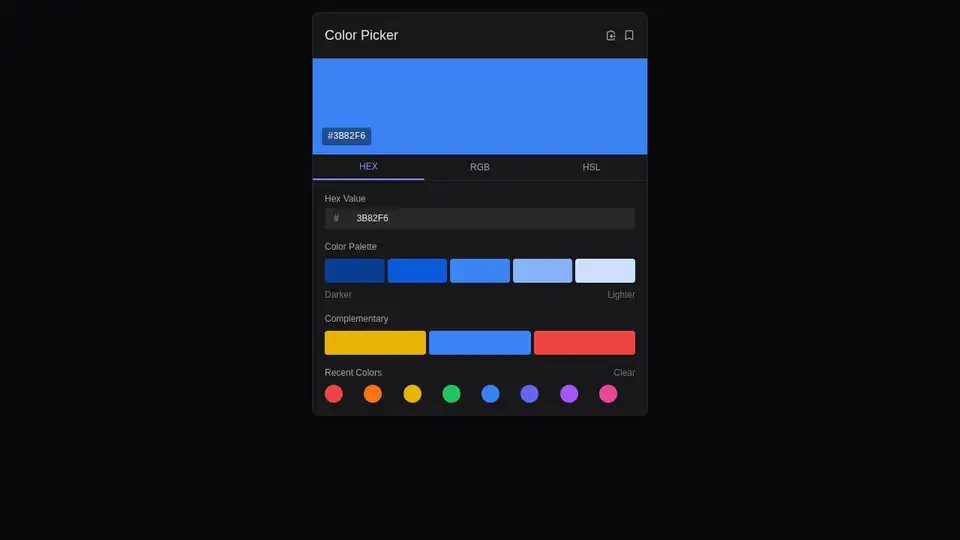 Color Picker
#3B82F6
HEX RGB HSL
Hex Value
# 3B82F6
Color Palette
Darker Lighter
Complementary
Recent Colors Clear